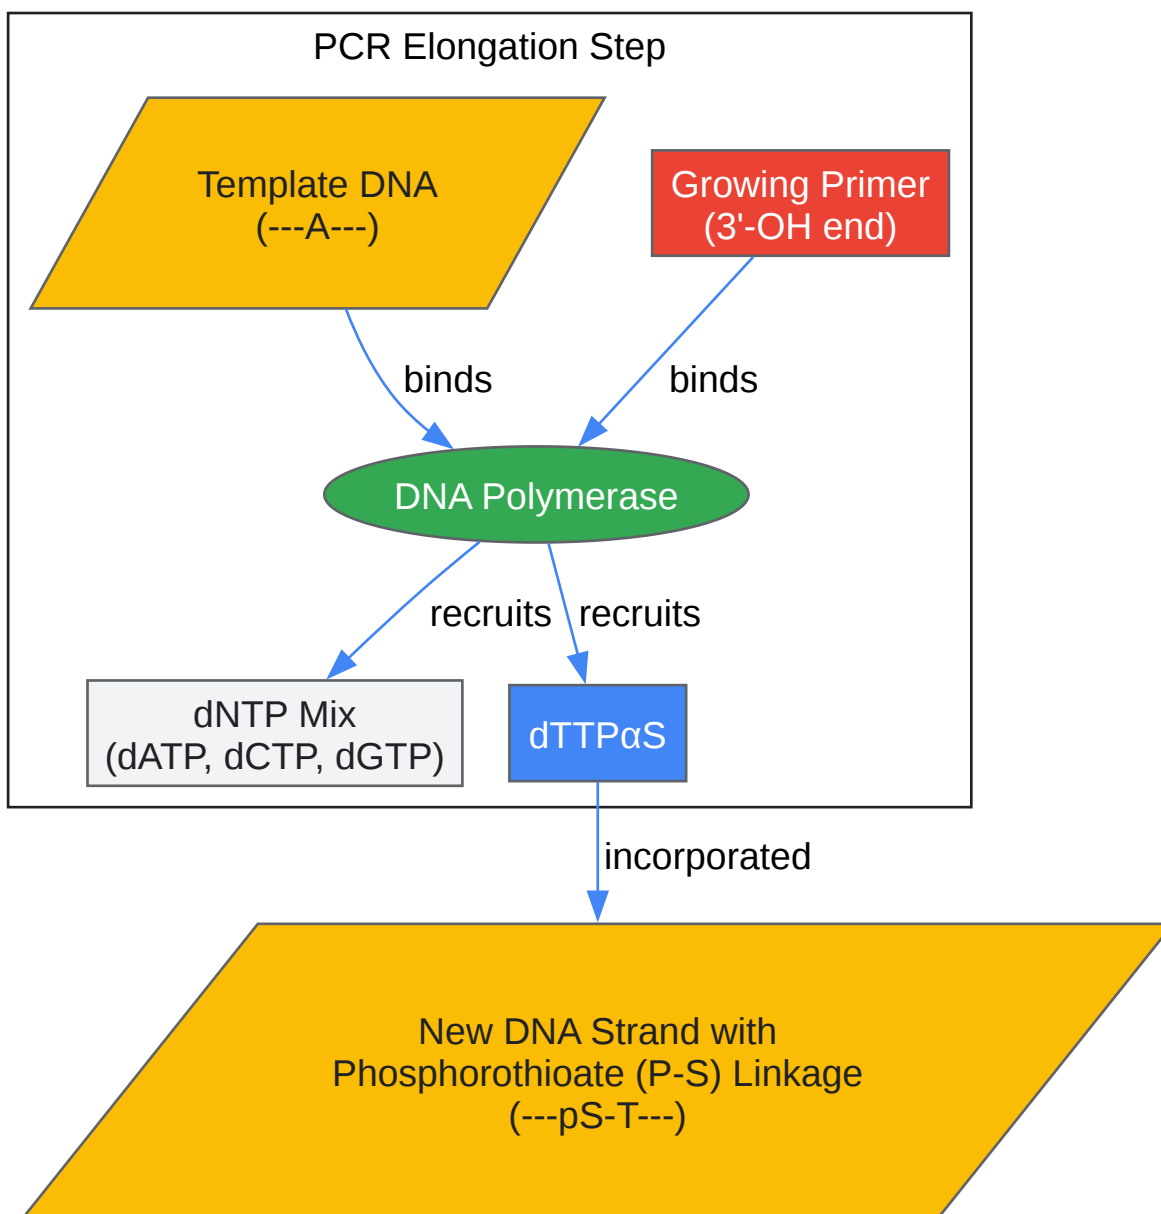 PCR Elongation Step
Template DNA
(---A---)
Growing Primer
(3'-OH end)
binds
binds
DNA Polymerase
recruits
recruits
dNTP Mix
(dATP, dCTP, dGTP)
dTTPαS
incorporated
New DNA Strand with
Phosphorothioate (P-S) Linkage
(---pS-T---)